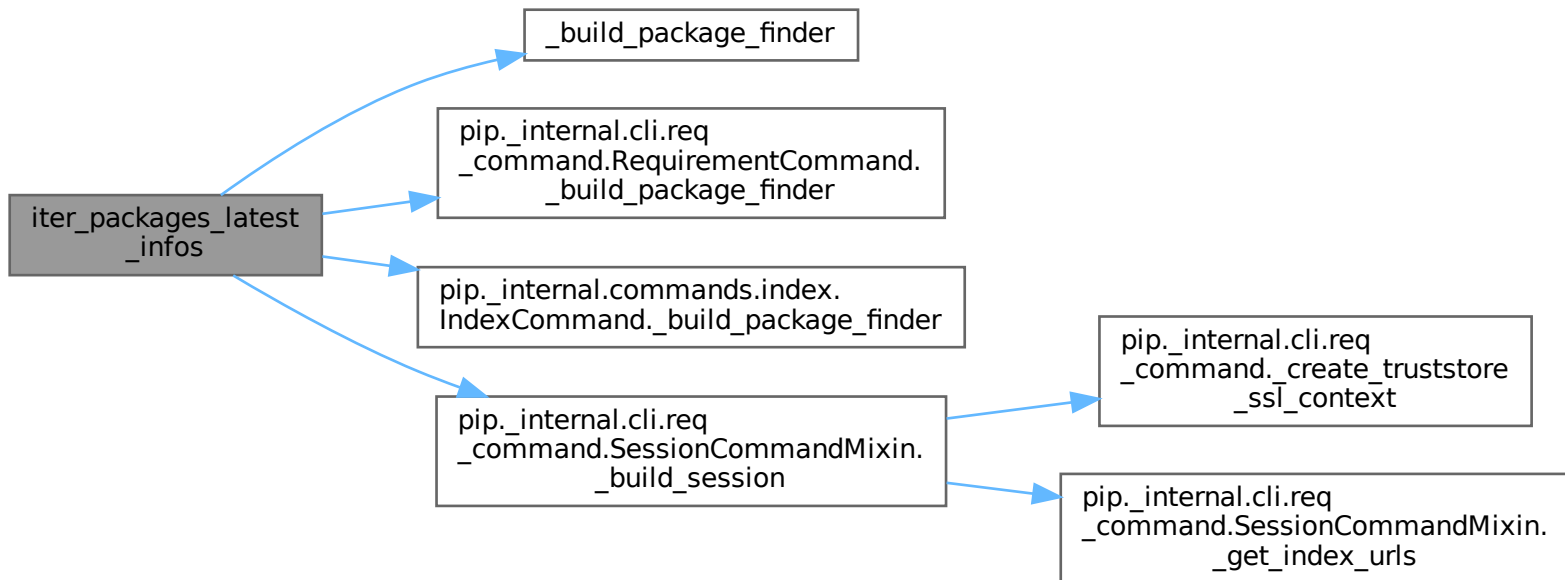 _build_package_finder
pip._internal.cli.req
_command.RequirementCommand.
_build_package_finder
iter_packages_latest
_infos
pip._internal.commands.index.
IndexCommand._build_package_finder
pip._internal.cli.req
_command._create_truststore
_ssl_context
pip._internal.cli.req
_command.SessionCommandMixin.
_build_session
pip._internal.cli.req
_command.SessionCommandMixin.
_get_index_urls